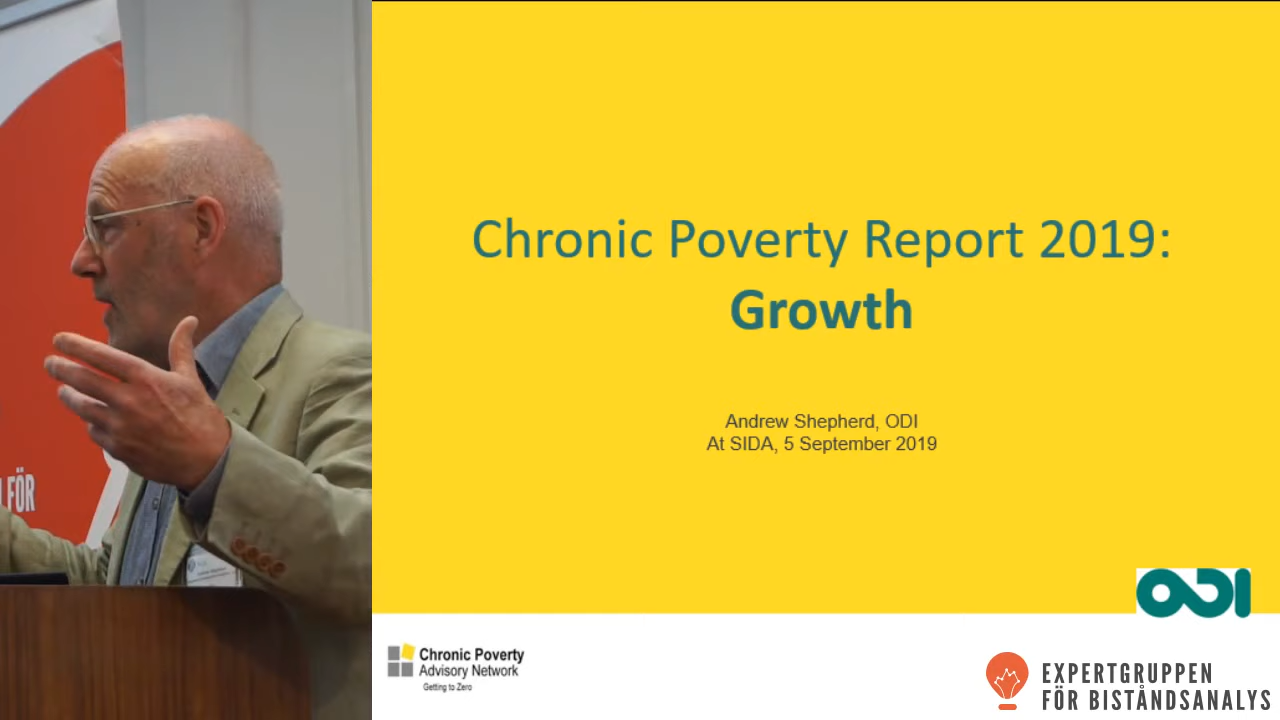 FÖR
Chronic Poverty Report 2019:
Growth
Andrew Shepherd, ODI
At SIDA, 5 September 2019
ODI
Chronic Poverty
Advisory Network
Getting to Zero
EXPERTGRUPPEN
FÖR BISTÅNDSANALYS